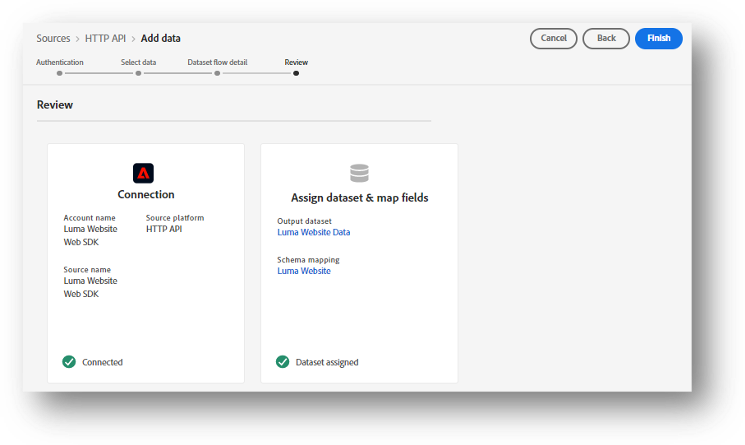 Sources > HTTP API > Add data
Cancel
Back
Finish
Authentication
Select data
Dataset flow detail
Review
Review
Connection
Account name
Luma Website
Web SDK
Source platform
HTTP API
Source name
Luma Website
Web SDK
Connected
Assign dataset & map fields
Output dataset
Luma Website Data
Schema mapping
Luma Website
Dataset assigned